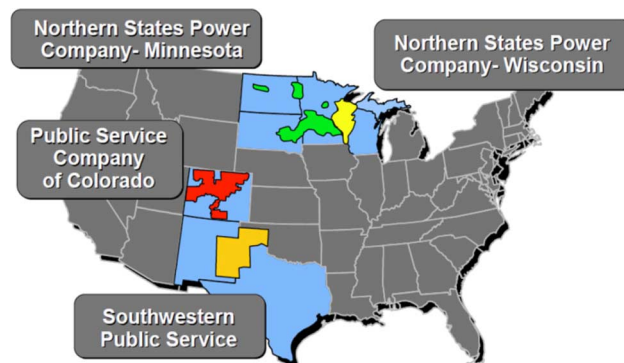 Northern States Power
Company- Minnesota
Northern States Power
Company- Wisconsin
Public Service
Company
of Colorado
Southwestern
Public Service